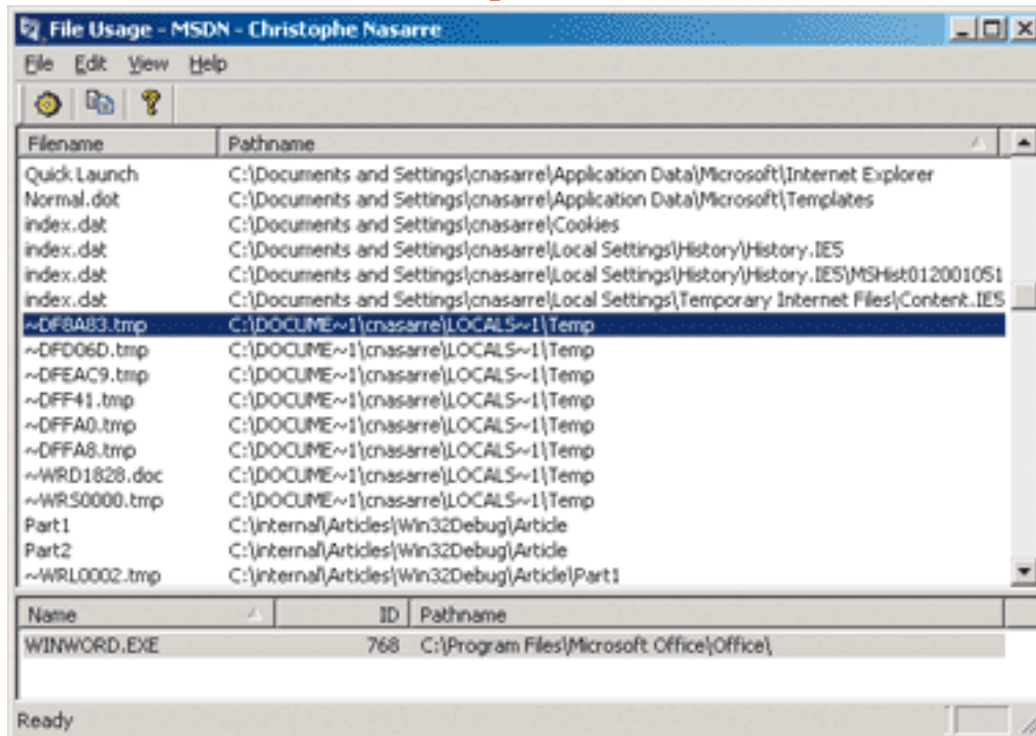 File Usage - MSDN - Christophe Nasarre
File Edit View Help
Filename Pathname
Quick Launch C:\Documents and Settings\cnasarre\Application Data\Microsoft\Internet Explorer
Normal.dot C:\Documents and Settings\cnasarre\Application Data\Microsoft\Templates
index.dat C:\Documents and Settings\cnasarre\Cookies
index.dat C:\Documents and Settings\cnasarre\Local Settings\History\History.IE5
index.dat C:\Documents and Settings\cnasarre\Local Settings\History\History.IE5\MSHist012001051
index.dat C:\Documents and Settings\cnasarre\Local Settings\Temporary Internet Files\Content.IE5
~DF8A83.tmp C:\DOCUME~1\cnasarre\LOCALS~1\Temp
~DFD06D.tmp C:\DOCUME~1\cnasarre\LOCALS~1\Temp
~DFEAC9.tmp C:\DOCUME~1\cnasarre\LOCALS~1\Temp
~DFF41.tmp C:\DOCUME~1\cnasarre\LOCALS~1\Temp
~DFFA0.tmp C:\DOCUME~1\cnasarre\LOCALS~1\Temp
~DFFA8.tmp C:\DOCUME~1\cnasarre\LOCALS~1\Temp
~WRD1828.doc C:\DOCUME~1\cnasarre\LOCALS~1\Temp
~WRS0000.tmp C:\DOCUME~1\cnasarre\LOCALS~1\Temp
Part1 C:\internal\Articles\Win32Debug\Article
Part2 C:\internal\Articles\Win32Debug\Article
~WRL0002.tmp C:\internal\Articles\Win32Debug\Article\Part1
Name ID Pathname
WINWORD.EXE 768 C:\Program Files\Microsoft Office\Office\
Ready